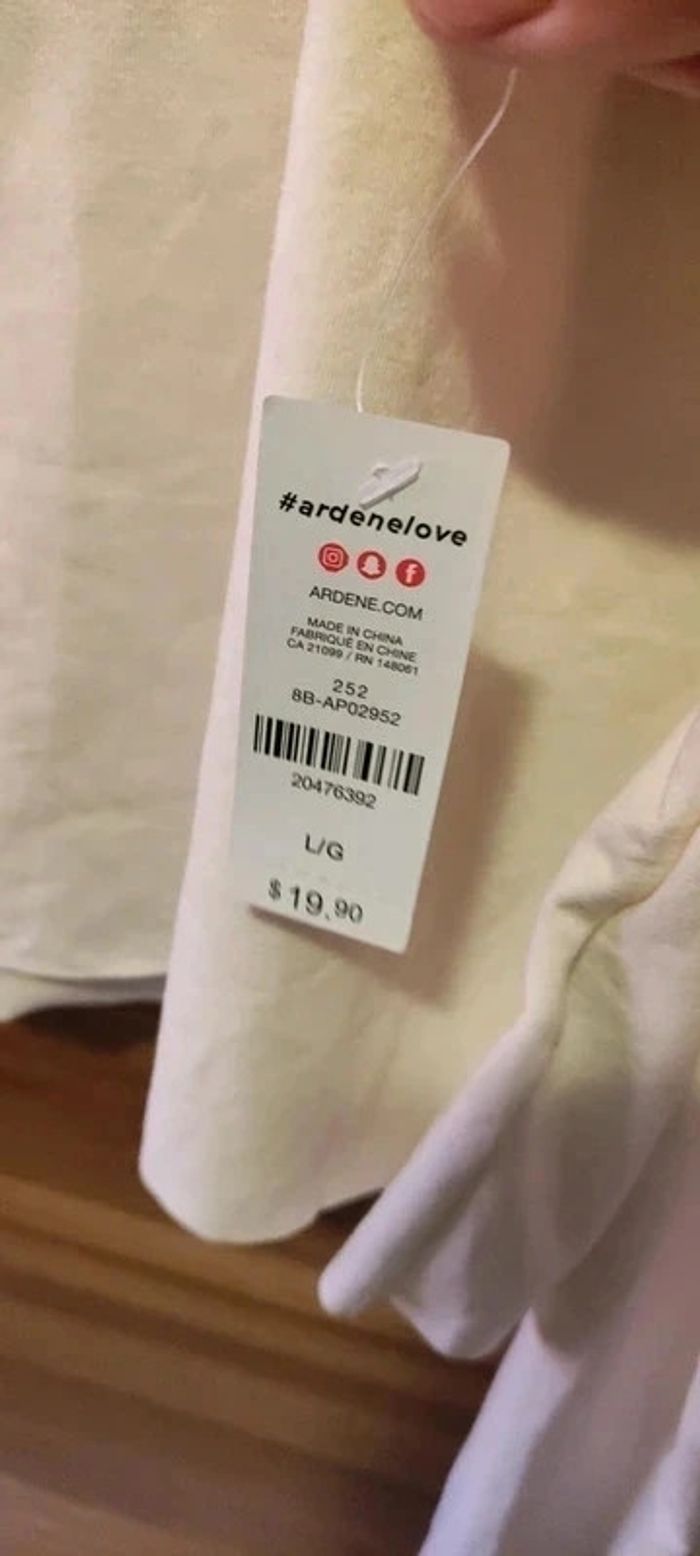 #ardenelove
ARDENE.COM
MADE IN CHINA
FABRIQUÉ EN CHINE
CA 21099 / RN 148061
252
8B-AP02952
20476392
L/G
$19.90